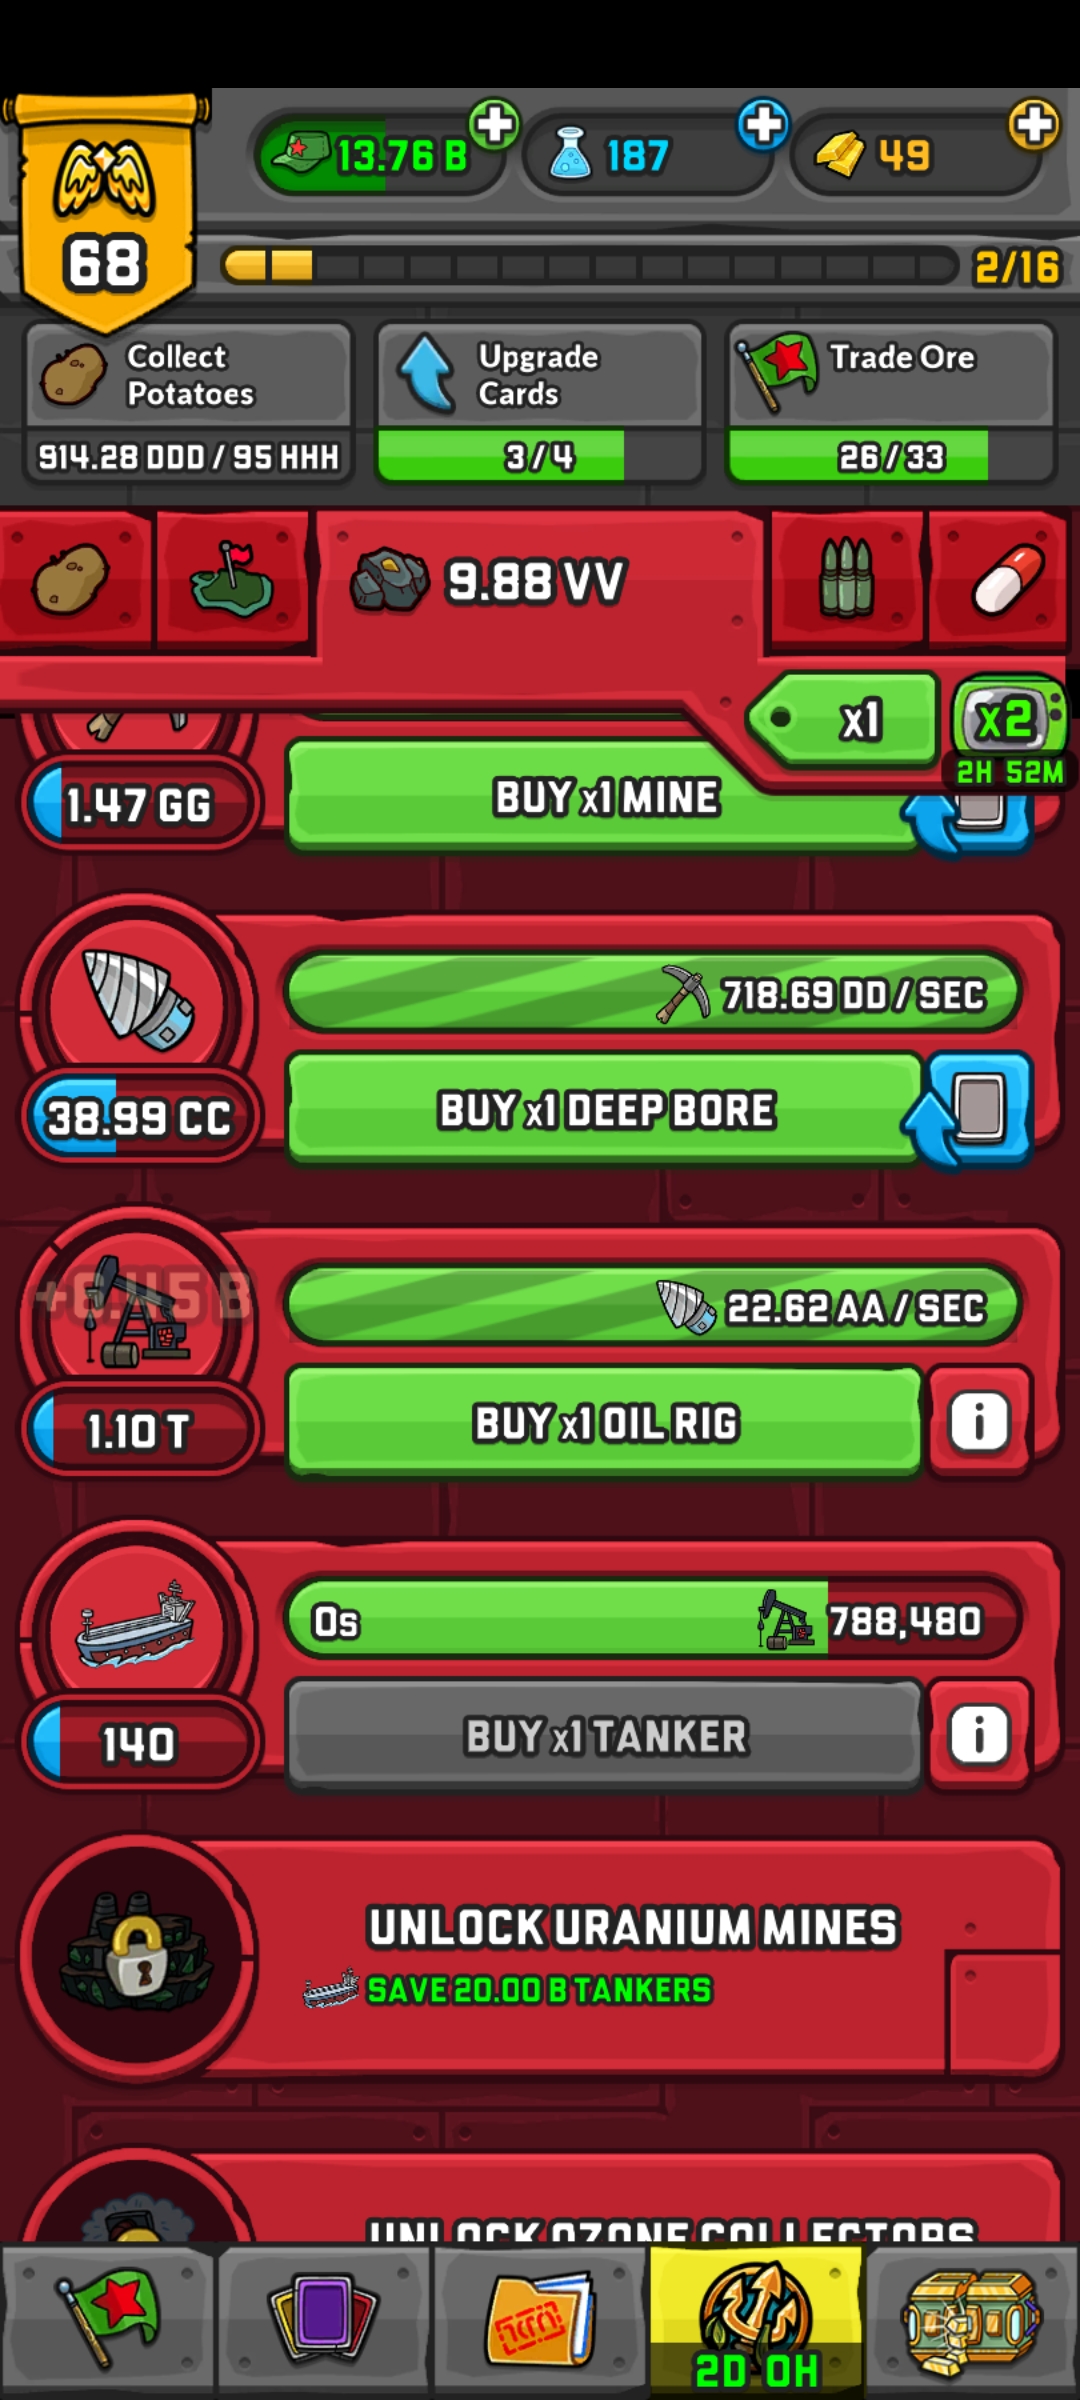 13.76 B
187
49
68
2/16
Collect
Potatoes
Upgrade
Cards
Trade Ore
914.28 DDD / 95 HHH
3/4
26/33
9.88 VV
x1
x2
2H 52M
1.47 GG
BUY x1 MINE
718.69 DD / SEC
38.99 CC
BUY x1 DEEP BORE
22.62 AA / SEC
1.10 T
BUY x1 OIL RIG
i
0s
788,480
140
BUY x1 TANKER
i
UNLOCK URANIUM MINES
SAVE 20.00 B TANKERS
UNLOCK OZONE COLLECTORS
2D 0H